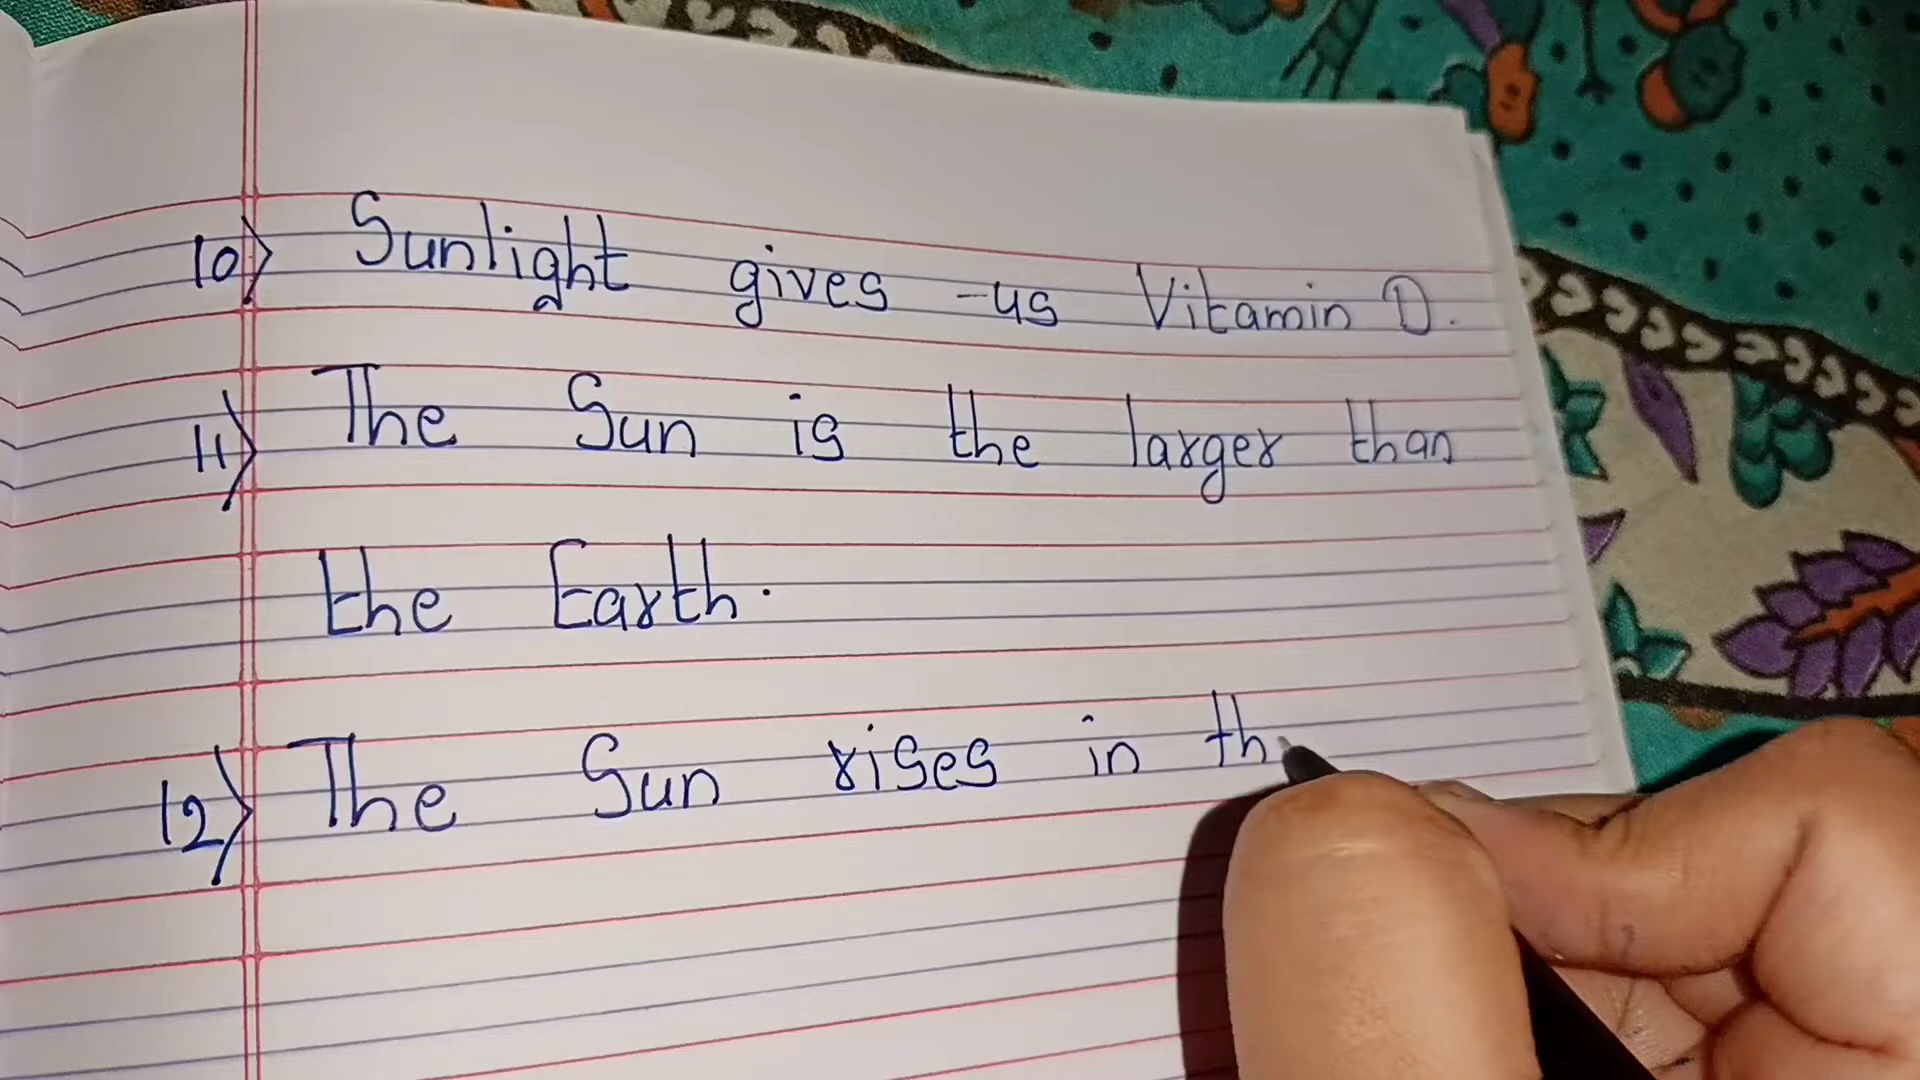 10) Sunlight gives -us Vitamin D.
11) The Sun is the larger than
the Earth.
12) The Sun rises in th